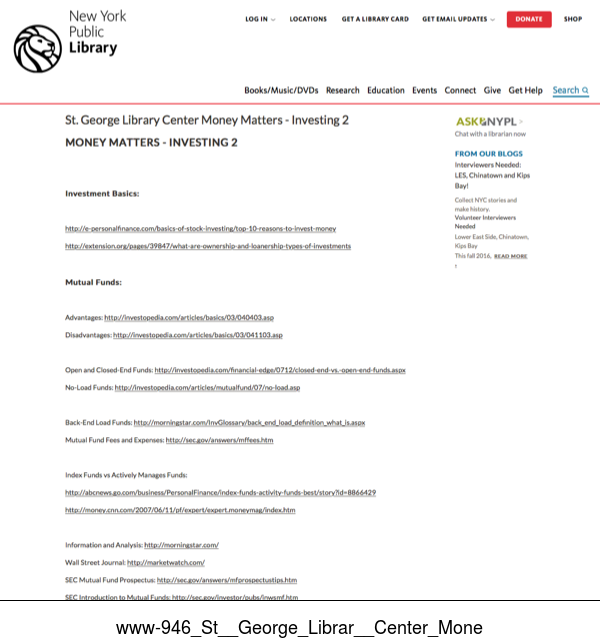 New York
Public
Library
LOG IN
LOCATIONS
GET A LIBRARY CARD
GET EMAIL UPDATES
DONATE
SHOP
Books/Music/DVDs Research Education Events Connect Give Get Help Search
St. George Library Center Money Matters - Investing 2
MONEY MATTERS - INVESTING 2
Investment Basics:
http://e-personalfinance.com/basics-of-stock-investing/top-10-reasons-to-invest-money
http://extension.org/pages/39847/what-are-ownership-and-loanership-types-of-investments
Mutual Funds:
Advantages: http://investopedia.com/articles/basics/03/040403.asp
Disadvantages: http://investopedia.com/articles/basics/03/041103.asp
Open and Closed-End Funds: http://investopedia.com/financial-edge/0712/closed-end-vs.-open-end-funds.aspx
No-Load Funds: http://investopedia.com/articles/mutualfund/07/no-load.asp
Back-End Load Funds: http://morningstar.com/InvGlossary/back_end_load_definition_what_is.aspx
Mutual Fund Fees and Expenses: http://sec.gov/answers/mffees.htm
Index Funds vs Actively Manages Funds:
http://abcnews.go.com/business/PersonalFinance/index-funds-activity-funds-best/story?id=8866429
http://money.cnn.com/2007/06/11/pf/expert/expert.moneymag/index.htm
Information and Analysis: http://morningstar.com/
Wall Street Journal: http://marketwatch.com/
SEC Mutual Fund Prospectus: http://sec.gov/answers/mfprospectustips.htm
SEC Introduction to Mutual Funds: http://sec.gov/investor/pubs/inwsmf.htm
ASK NYPL >
Chat with a librarian now
FROM OUR BLOGS
Interviewers Needed:
LES, Chinatown and Kips
Bay!
Collect NYC stories and
make history.
Volunteer Interviewers
Needed
Lower East Side, Chinatown,
Kips Bay
This fall 2016. READ MORE
›
www-946_St__George_Librar__Center_Mone